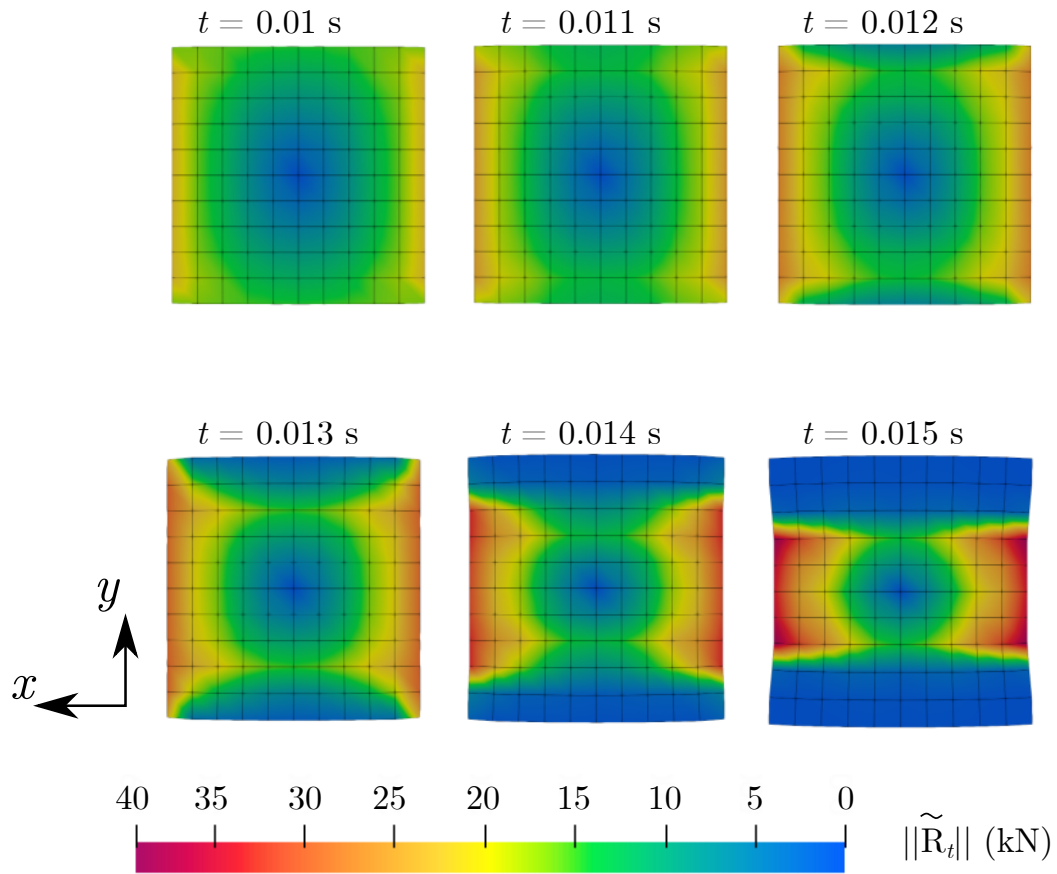 t = 0.01 s
t = 0.011 s
t = 0.012 s
t = 0.013 s
t = 0.014 s
t = 0.015 s
y
x
40 35 30 25 20 15 10 5 0
||R̃_t|| (kN)